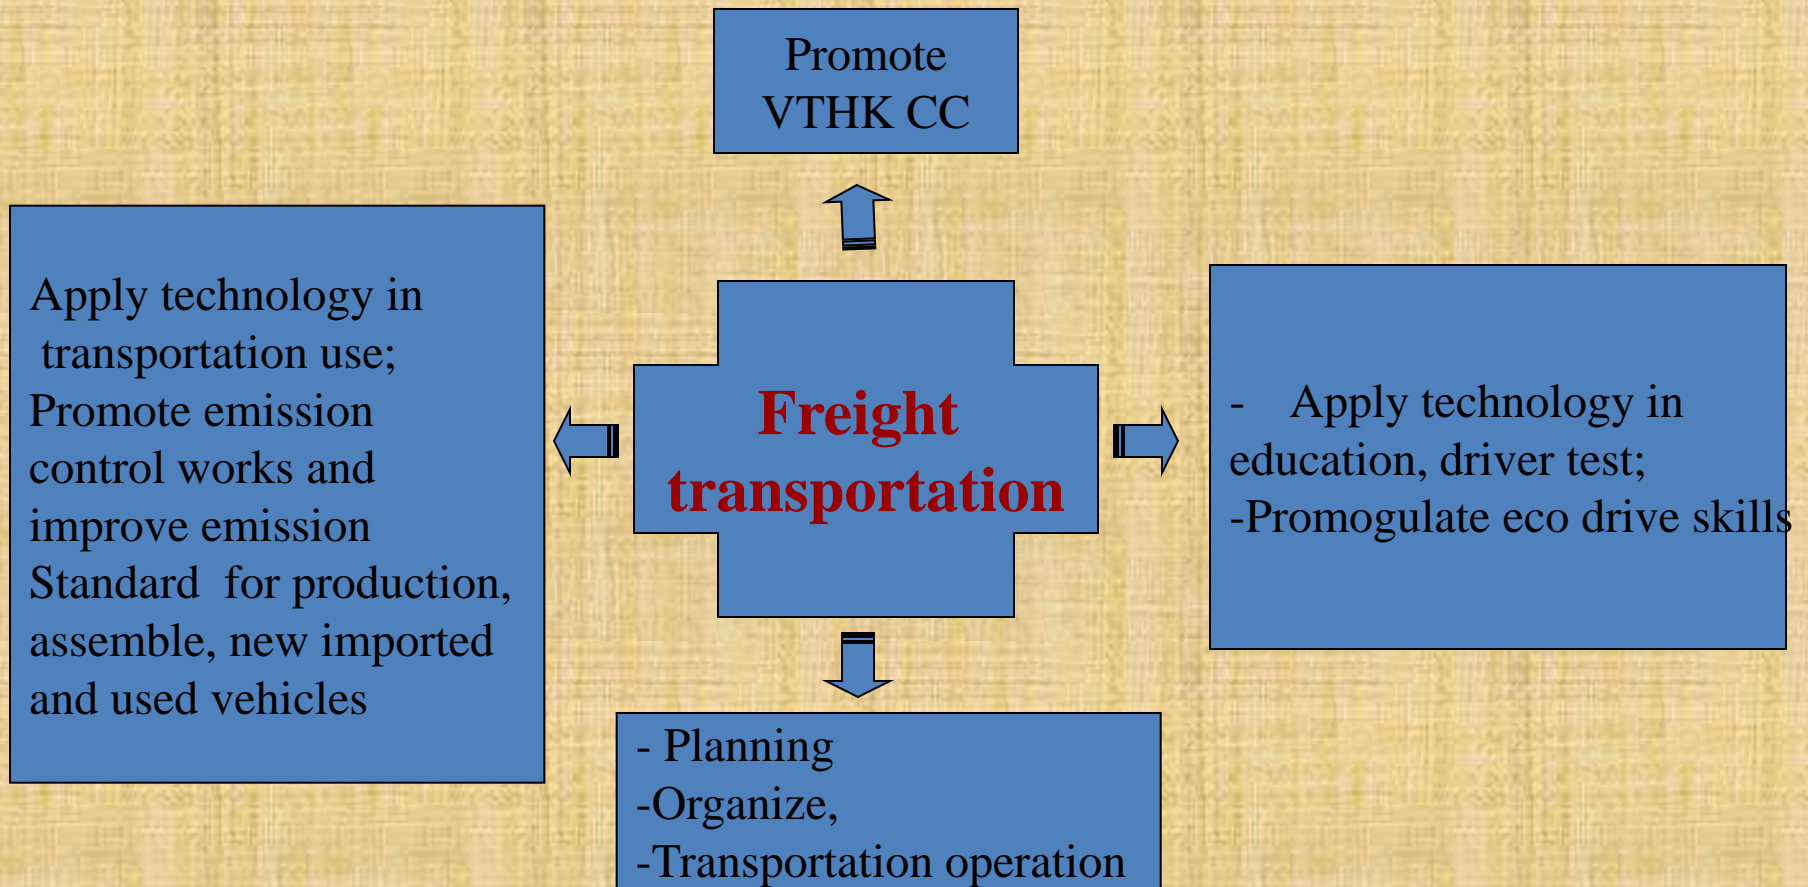 Promote
VTHK CC
Apply technology in
transportation use;
Promote emission
control works and
improve emission
Standard  for production,
assemble, new imported
and used vehicles
Freight
transportation
-    Apply technology in
education, driver test;
-Promogulate eco drive skills
- Planning
-Organize,
-Transportation operation